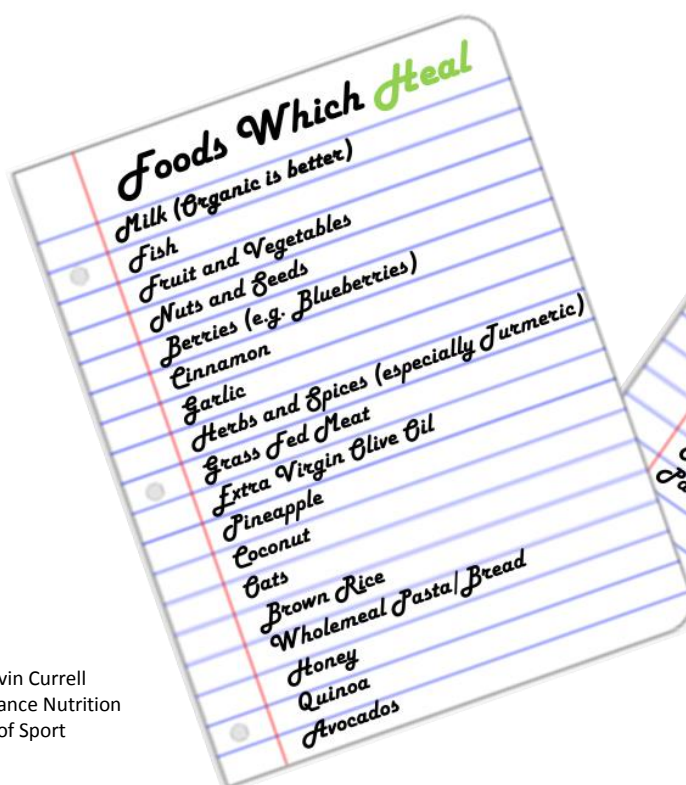 Foods Which Heal
Milk (Organic is better)
Fish
Fruit and Vegetables
Nuts and Seeds
Berries (e.g. Blueberries)
Cinnamon
Garlic
Herbs and Spices (especially Turmeric)
Grass Fed Meat
Extra Virgin Olive Oil
Pineapple
Coconut
Oats
Brown Rice
Wholemeal Pasta/Bread
Honey
Quinoa
Avocados
vin Currell
ance Nutrition
of Sport